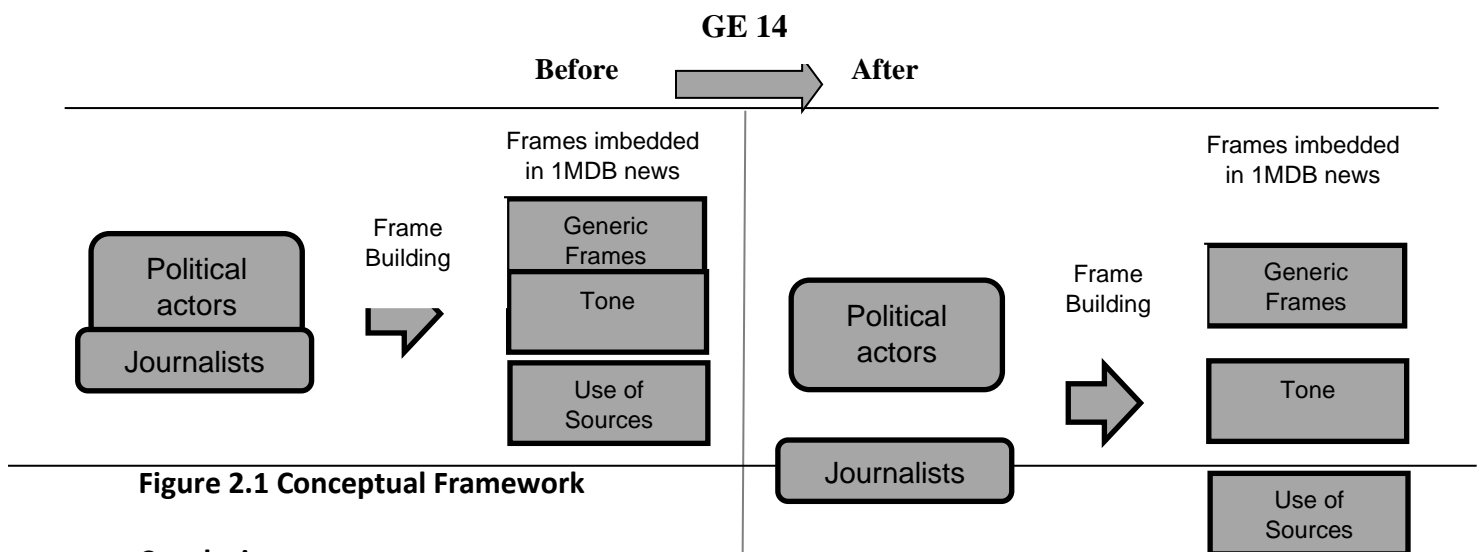 GE 14
Before
After
Frames imbedded
in 1MDB news
Frame
Building
Political
actors
Journalists
Generic
Frames
Tone
Use of
Sources
Frames imbedded
in 1MDB news
Frame
Building
Political
actors
Journalists
Generic
Frames
Tone
Use of
Sources
Figure 2.1 Conceptual Framework